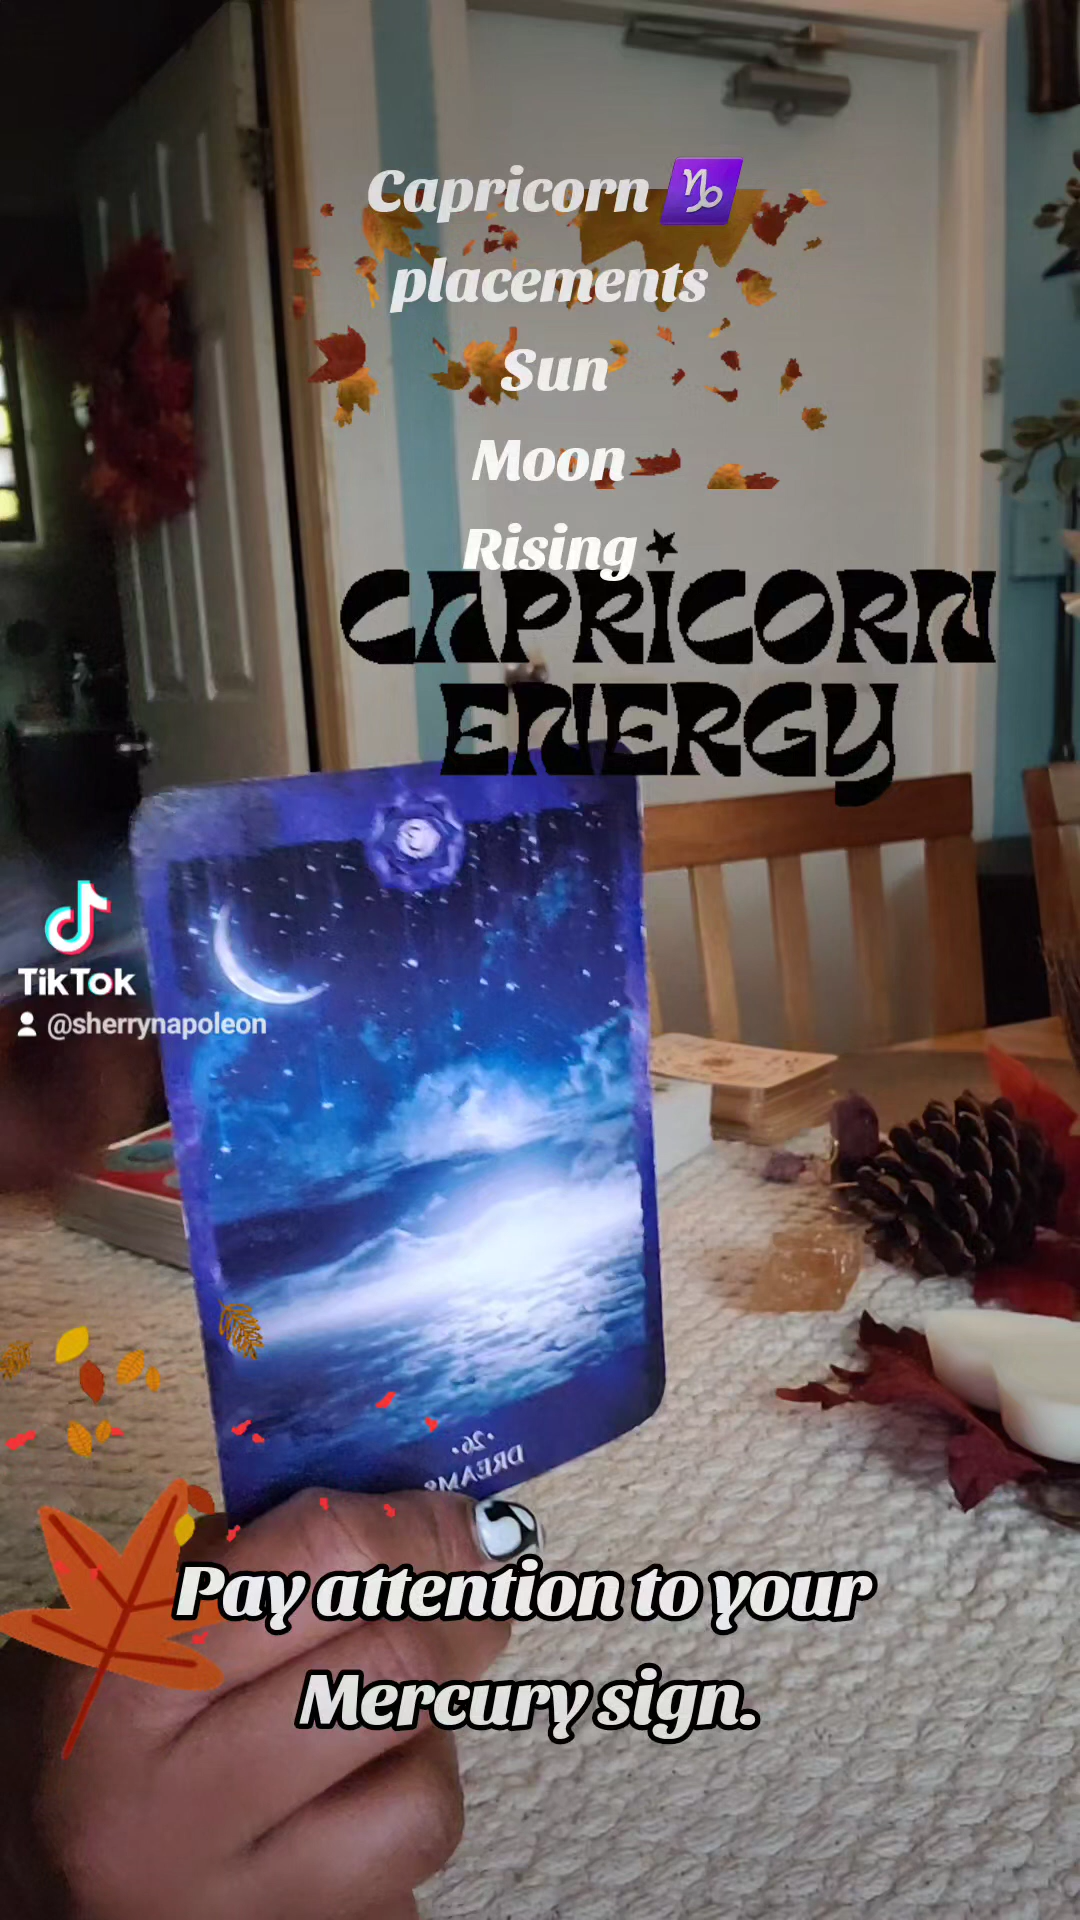 Capricorn ♑
placements
Sun
Moon
Rising
CAPRICORN
ENERGY
TikTok
@sherrynapoleon
•26•
DREAMS
Pay attention to your
Mercury sign.